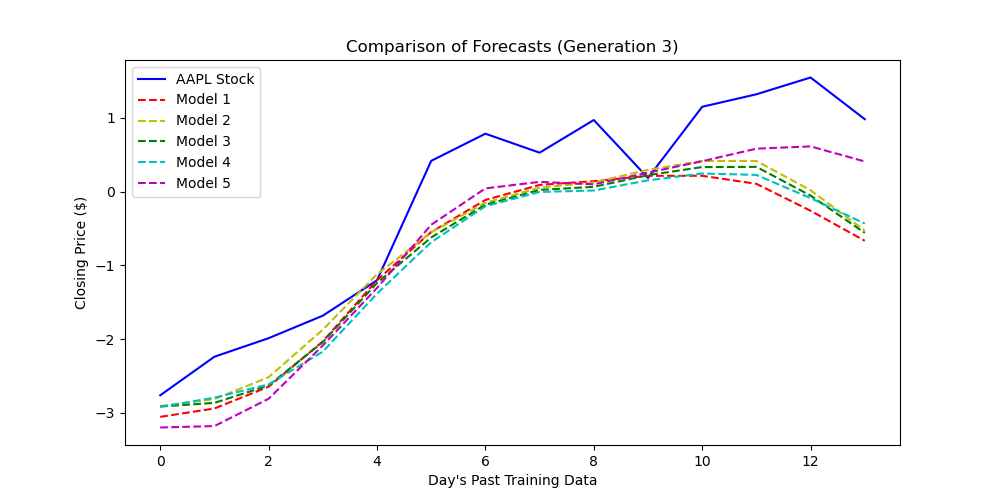 Comparison of Forecasts (Generation 3)
AAPL Stock
Model 1
Model 2
Model 3
Model 4
Model 5
Closing Price ($)
1
0
−1
−2
−3
0 2 4 6 8 10 12
Day's Past Training Data